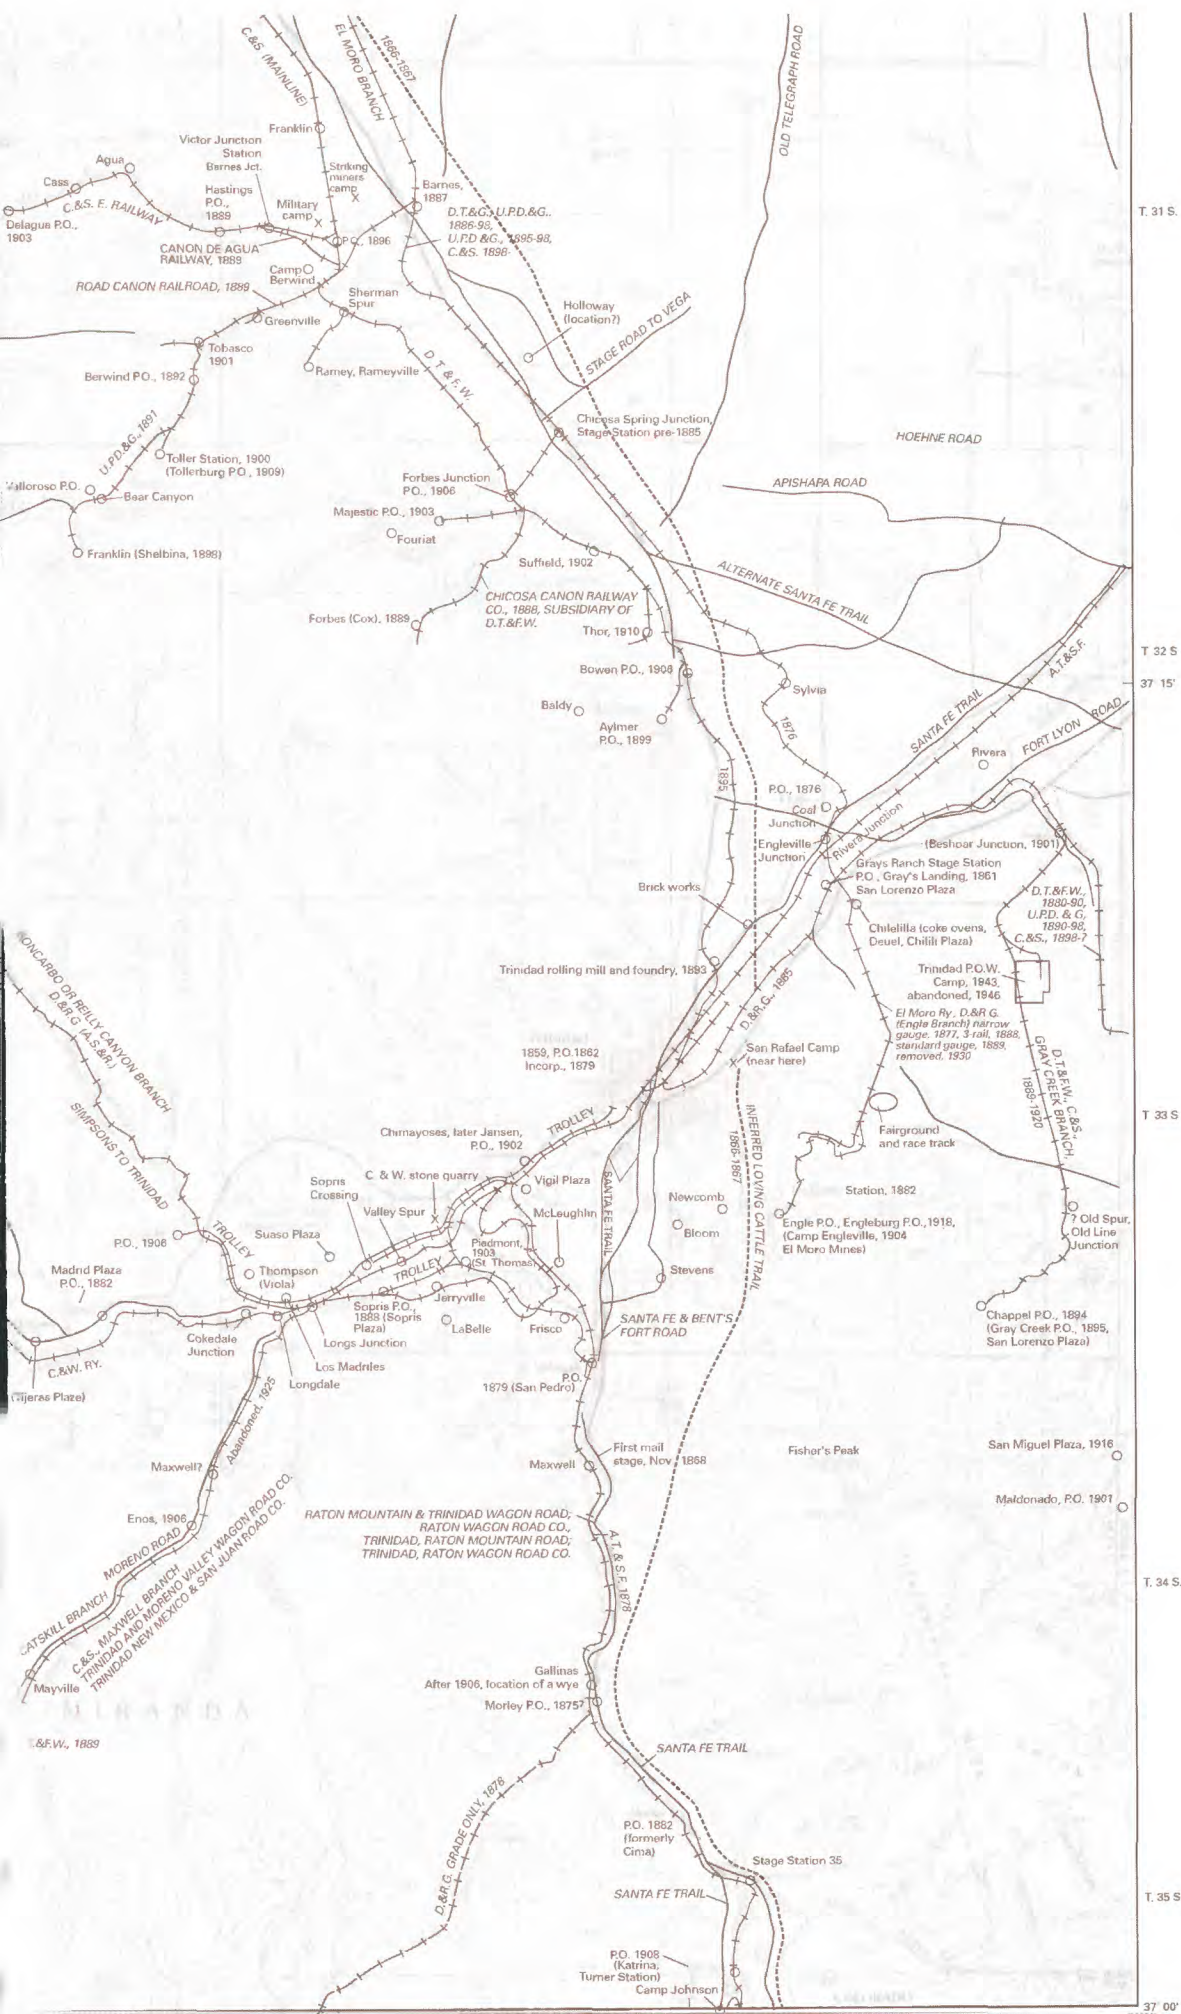 C.&S. (MAINLINE)
EL MORO BRANCH
1866-1867
OLD TELEGRAPH ROAD
Franklin
Victor Junction
Station
Barnes Jct.
Agua
Cass
C.&S. E. RAILWAY
Delagua P.O.,
1903
Hastings
P.O.,
1889
Military
camp
Striking
miners
camp
Barnes,
1887
D.T.&G., U.P.D.&G.,
1886-98,
U.P.D &G., 1895-98,
C.&S. 1898-
T. 31 S.
P.O., 1896
CANON DE AGUA
RAILWAY, 1889
Camp
Berwind
ROAD CANON RAILROAD, 1889
Sherman
Spur
Greenville
Holloway
(location?)
STAGE ROAD TO VEGA
Tobasco
1901
Ramey, Rameyville
D.T. & F.W.
Berwind P.O., 1892
U.P.D.&G., 1891
Chicosa Spring Junction,
Stage Station pre-1885
HOEHNE ROAD
Toller Station, 1900
(Tollerburg P.O., 1909)
Bear Canyon
Forbes Junction
P.O., 1906
APISHAPA ROAD
Majestic P.O., 1903
Fouriat
Franklin (Shelbina, 1898)
Suffield, 1902
ALTERNATE SANTA FE TRAIL
CHICOSA CANON RAILWAY
CO., 1888, SUBSIDIARY OF
D.T.&F.W.
Forbes (Cox), 1889
Thor, 1910
T 32 S
37 15'
Bowen P.O., 1906
Sylvia
Baldy
Aylmer
P.O., 1899
1876
SANTA FE TRAIL
A.T.&S.F.
FORT LYON ROAD
Rivera
1895
P.O., 1876
Coal
Junction
Engleville
Junction
Rivera Junction
(Beshoar Junction, 1901)
Grays Ranch Stage Station
P.O., Gray's Landing, 1861
San Lorenzo Plaza
Brick works
D.T.&F.W.,
1880-90,
U.P.D. & G,
1890-98,
C.&S., 1898-?
Chilelilla (coke ovens,
Deuel, Chilili Plaza)
Trinidad rolling mill and foundry, 1893
Trinidad P.O.W.
Camp, 1943,
abandoned, 1946
D.&R.G., 1885
El Moro Ry., D.&R G.
(Engle Branch) narrow
gauge, 1877, 3-rail, 1888,
standard gauge, 1889,
removed, 1930
D.&R.G. (A.S.&R.)
SIMPSONS TO TRINIDAD
1859, P.O.1862
Incorp., 1879
San Rafael Camp
(near here)
D.T.&F.W., C.&S.,
GRAY CREEK BRANCH,
1889-1920
Fairground
and race track
T 33 S
TROLLEY
INFERRED LOVING CATTLE TRAIL
1866-1867
Chimayoses, later Jansen,
P.O., 1902
C. & W. stone quarry
Vigil Plaza
SANTA FE TRAIL
Sopris
Crossing
Valley Spur
McLaughlin
Newcomb
Bloom
Station, 1882
Engle P.O., Engleburg P.O.,1918,
(Camp Engleville, 1904
El Moro Mines)
? Old Spur,
Old Line
Junction
P.O., 1906
TROLLEY
Suaso Plaza
Piedmont,
1903
(St Thomas)
Madrid Plaza
P.O., 1882
Thompson
(Viola)
TROLLEY
Stevens
Jerryville
Sopris P.O.,
1888 (Sopris
Plaza)
LaBelle
Frisco
SANTA FE & BENT'S
FORT ROAD
Chappel P.O., 1894
(Gray Creek P.O., 1895,
San Lorenzo Plaza)
Cokedale
Junction
Longs Junction
C.&W. RY.
Los Madriles
Longdale
P.O.
1879 (San Pedro)
Abandoned, 1925
First mail
stage, Nov. 1868
Fisher's Peak
San Miguel Plaza, 1916
Maxwell?
Maxwell
Maldonado, P.O. 1901
Enos, 1906
RATON MOUNTAIN & TRINIDAD WAGON ROAD;
RATON WAGON ROAD CO.,
TRINIDAD, RATON MOUNTAIN ROAD;
TRINIDAD, RATON WAGON ROAD CO.
MORENO ROAD
A.T. & S.F. 1878
T. 34 S.
C.&S., MAXWELL BRANCH
TRINIDAD AND MORENO VALLEY WAGON ROAD CO.
TRINIDAD NEW MEXICO & SAN JUAN ROAD CO.
Mayville
Gallinas
After 1906, location of a wye
Morley P.O., 1875?
MIRANDA
&F.W., 1889
SANTA FE TRAIL
D.&R.G. GRADE ONLY, 1878
P.O. 1882
(formerly
Cima)
Stage Station 35
SANTA FE TRAIL
T. 35 S
P.O. 1908
(Katrina,
Turner Station)
Camp Johnson
37 00'